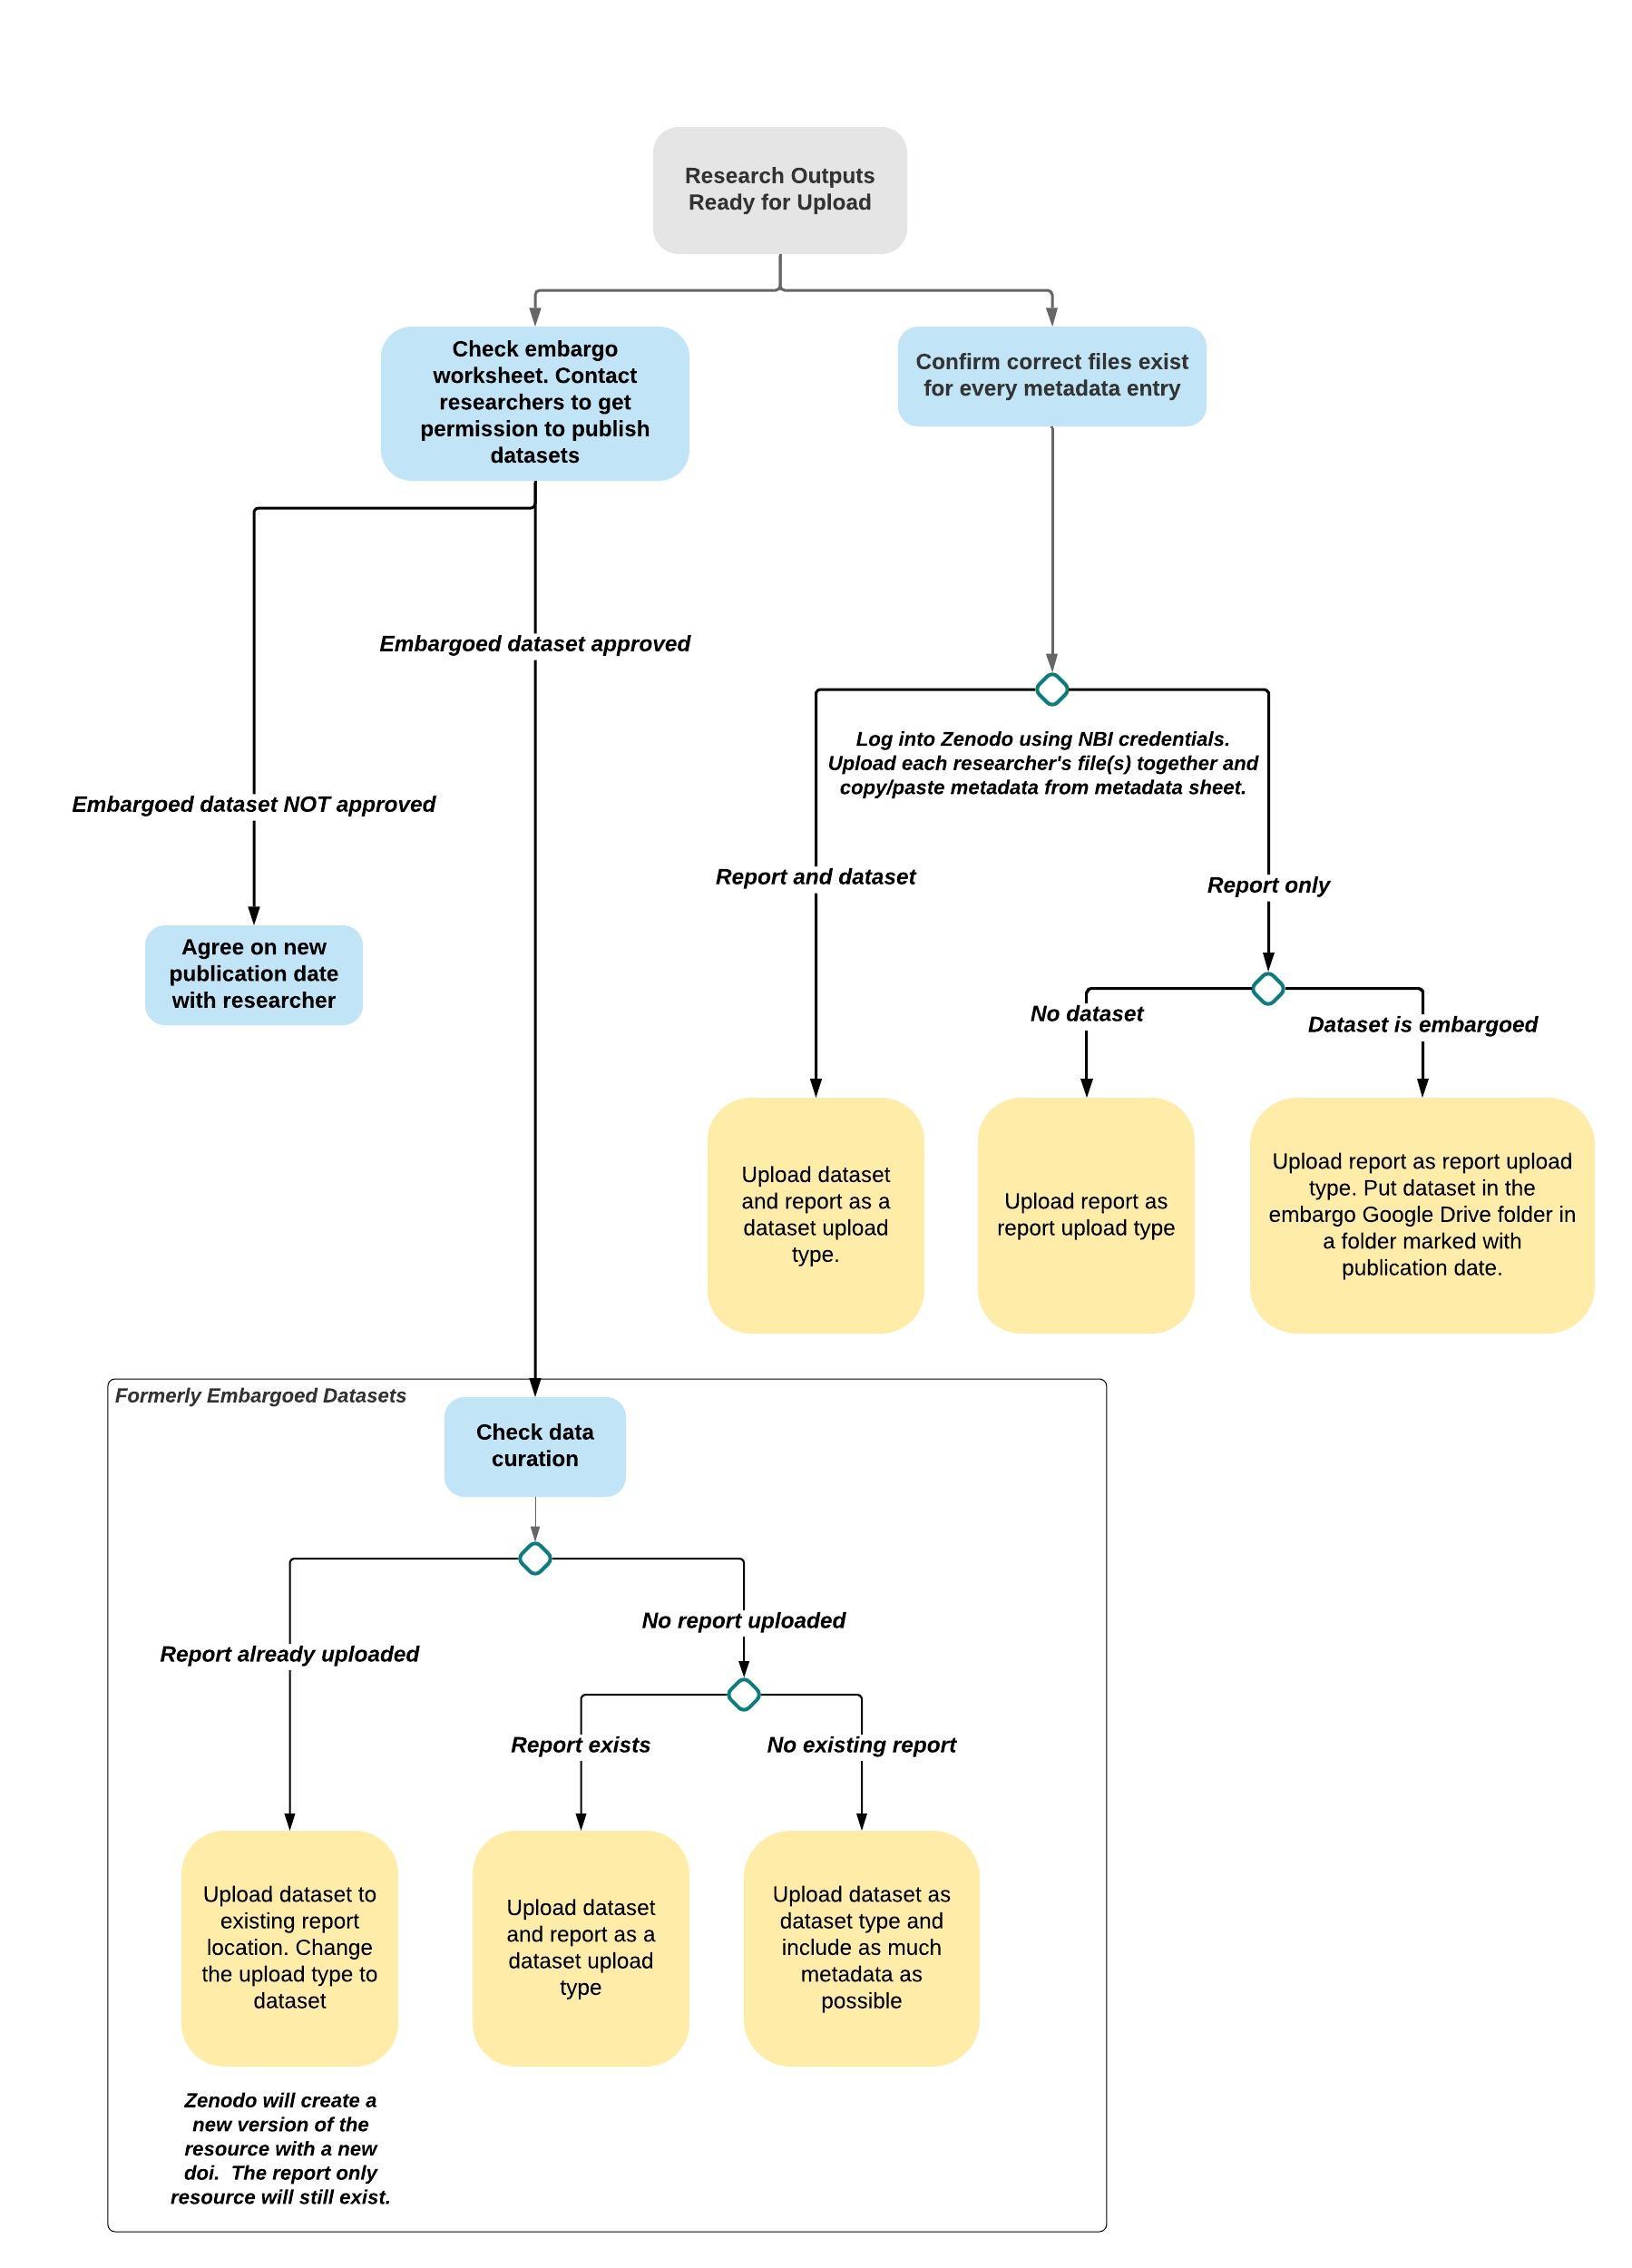 Research Outputs
Ready for Upload
Check embargo
worksheet. Contact
researchers to get
permission to publish
datasets
Confirm correct files exist
for every metadata entry
Embargoed dataset approved
Log into Zenodo using NBI credentials.
Upload each researcher's file(s) together and
copy/paste metadata from metadata sheet.
Embargoed dataset NOT approved
Report and dataset
Report only
Agree on new
publication date
with researcher
No dataset
Dataset is embargoed
Upload dataset
and report as a
dataset upload
type.
Upload report as
report upload type
Upload report as report upload
type. Put dataset in the
embargo Google Drive folder in
a folder marked with
publication date.
Formerly Embargoed Datasets
Check data
curation
No report uploaded
Report already uploaded
Report exists
No existing report
Upload dataset to
existing report
location. Change
the upload type to
dataset
Upload dataset
and report as a
dataset upload
type
Upload dataset as
dataset type and
include as much
metadata as
possible
Zenodo will create a
new version of the
resource with a new
doi.  The report only
resource will still exist.